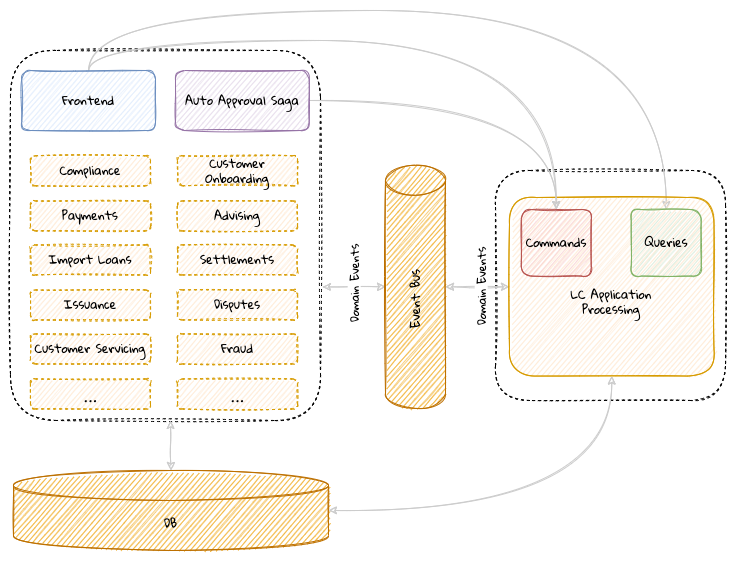 Frontend
Auto Approval Saga
Compliance
Customer
Onboarding
Payments
Advising
Import Loans
Settlements
Issuance
Disputes
Customer Servicing
Fraud
...
...
Domain Events
Event Bus
Domain Events
Commands
Queries
LC Application
Processing
DB